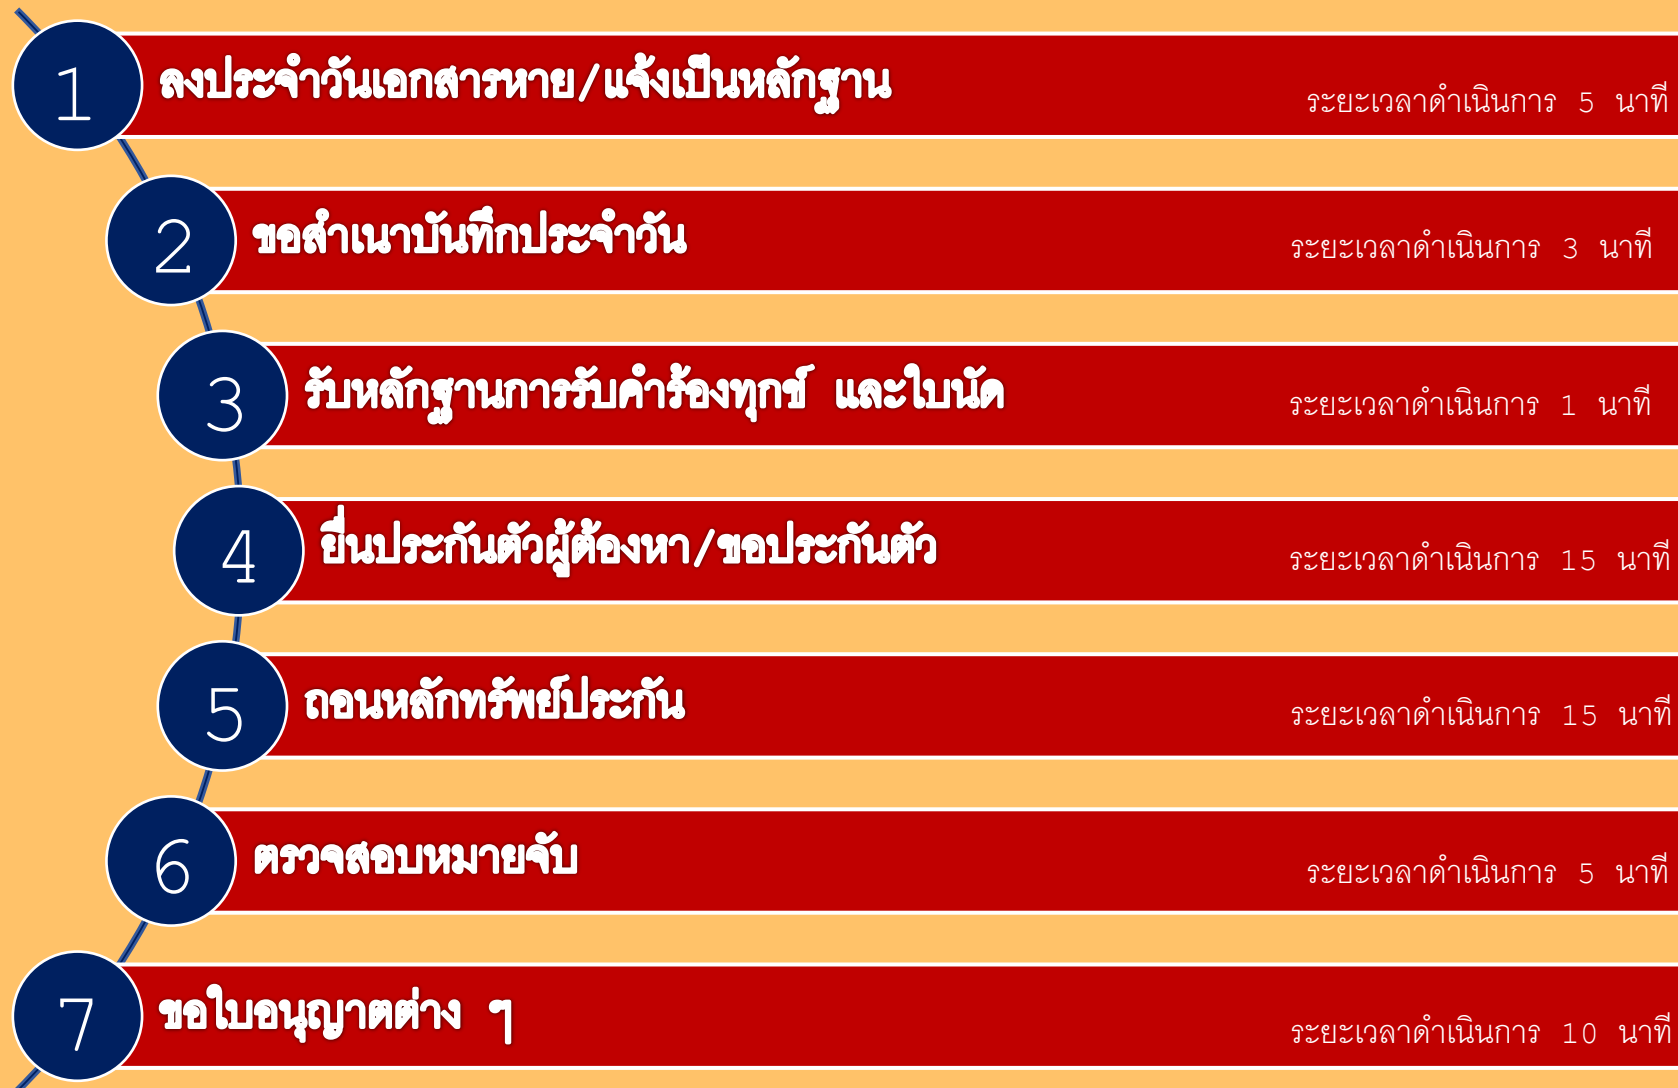 1 ลงประจำวันเอกสารหาย/แจ้งเป็นหลักฐาน ระยะเวลาดำเนินการ 5 นาที
2 ขอสำเนาบันทึกประจำวัน ระยะเวลาดำเนินการ 3 นาที
3 รับหลักฐานการรับคำร้องทุกข์ และใบนัด ระยะเวลาดำเนินการ 1 นาที
4 ยื่นประกันตัวผู้ต้องหา/ขอประกันตัว ระยะเวลาดำเนินการ 15 นาที
5 ถอนหลักทรัพย์ประกัน ระยะเวลาดำเนินการ 15 นาที
6 ตรวจสอบหมายจับ ระยะเวลาดำเนินการ 5 นาที
7 ขอใบอนุญาตต่าง ๆ ระยะเวลาดำเนินการ 10 นาที